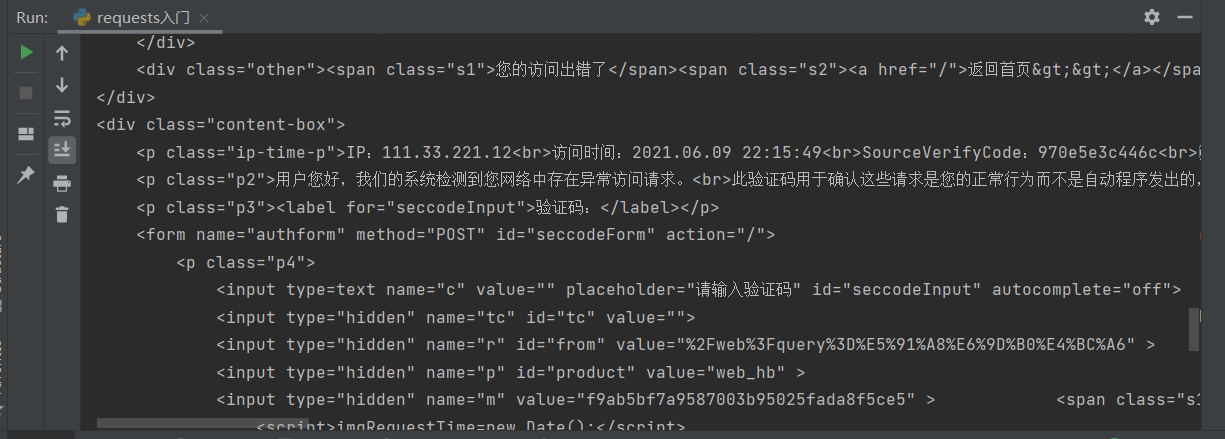 Run: requests入门
</div>
<div class="other"><span class="s1">您的访问出错了</span><span class="s2"><a href="/">返回首页&gt;&gt;</a></spa
</div>
<div class="content-box">
<p class="ip-time-p">IP：111.33.221.12<br>访问时间：2021.06.09 22:15:49<br>SourceVerifyCode：970e5e3c446c<br>
<p class="p2">用户您好，我们的系统检测到您网络中存在异常访问请求。<br>此验证码用于确认这些请求是您的正常行为而不是自动程序发出的，
<p class="p3"><label for="seccodeInput">验证码：</label></p>
<form name="authform" method="POST" id="seccodeForm" action="/">
<p class="p4">
<input type=text name="c" value="" placeholder="请输入验证码" id="seccodeInput" autocomplete="off">
<input type="hidden" name="tc" id="tc" value="">
<input type="hidden" name="r" id="from" value="%2Fweb%3Fquery%3D%E5%91%A8%E6%9D%B0%E4%BC%A6" >
<input type="hidden" name="p" id="product" value="web_hb" >
<input type="hidden" name="m" value="f9ab5bf7a9587003b95025fada8f5ce5" > <span class="s1
<script>imgRequestTime=new Date();</script>